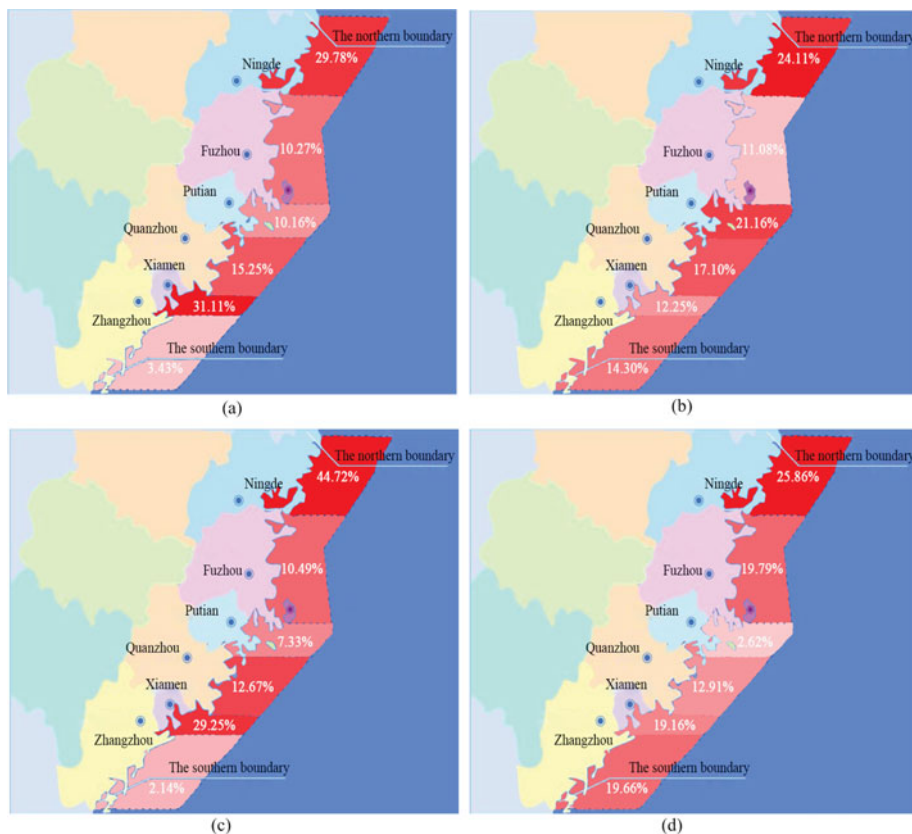 The northern boundary
29.78%
Ningde
10.27%
Fuzhou
Putian
10.16%
Quanzhou
15.25%
Xiamen
31.11%
Zhangzhou
The southern boundary
3.43%
(a)
The northern boundary
24.11%
Ningde
11.08%
Fuzhou
Putian
21.16%
Quanzhou
17.10%
Xiamen
12.25%
Zhangzhou
The southern boundary
14.30%
(b)
The northern boundary
44.72%
Ningde
10.49%
Fuzhou
Putian
7.33%
Quanzhou
12.67%
Xiamen
29.25%
Zhangzhou
The southern boundary
2.14%
(c)
The northern boundary
25.86%
Ningde
19.79%
Fuzhou
Putian
2.62%
Quanzhou
12.91%
Xiamen
19.16%
Zhangzhou
The southern boundary
19.66%
(d)